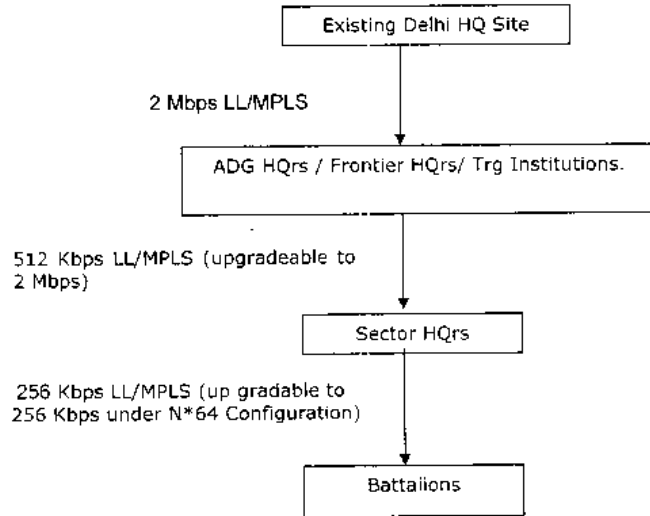 Existing Delhi HQ Site
2 Mbps LL/MPLS
ADG HQrs / Frontier HQrs/ Trg Institutions.
512 Kbps LL/MPLS (upgradeable to
2 Mbps)
Sector HQrs
256 Kbps LL/MPLS (up gradable to
256 Kbps under N*64 Configuration)
Battalions